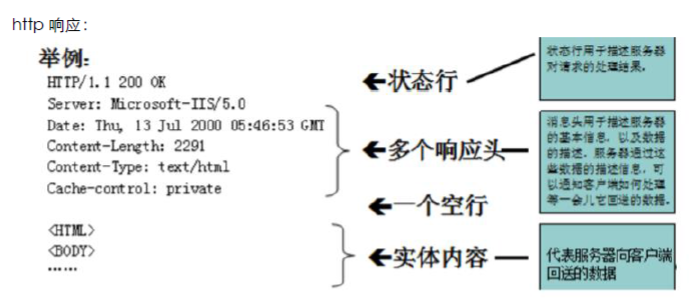 http 响应：
举例：
HTTP/1.1 200 OK
Server: Microsoft-IIS/5.0
Date: Thu, 13 Jul 2000 05:46:53 GMT
Content-Length: 2291
Content-Type: text/html
Cache-control: private
<HTML>
<BODY>
……
←状态行
←多个响应头
←一个空行
←实体内容
状态行用于描述服务器
对请求的处理结果。
消息头用于描述服务器
的基本信息，以及数据
的描述，服务器通过这
些数据的描述信息，可
以通知客户端如何处理
等一会儿它回送的数据。
代表服务器向客户端
回送的数据